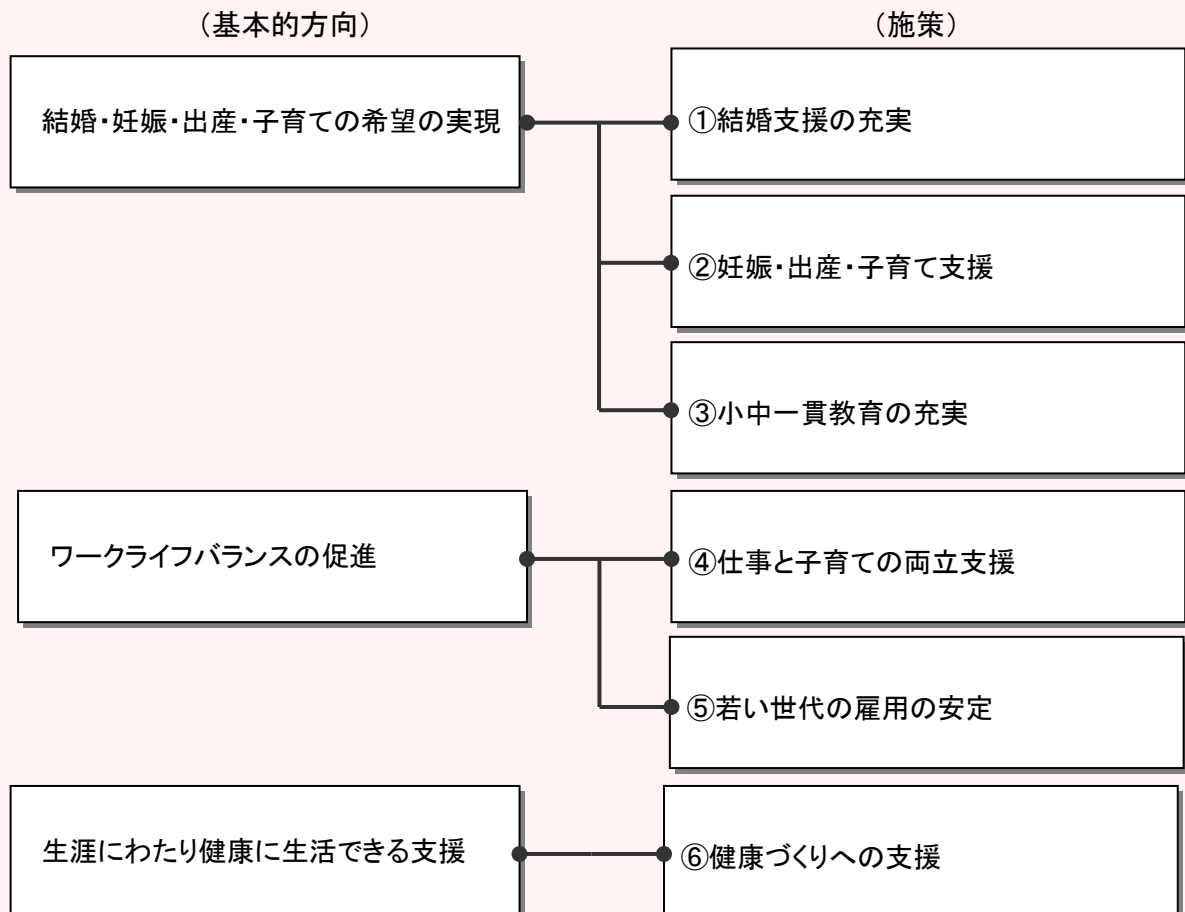 （基本的方向）
（施策）
結婚・妊娠・出産・子育ての希望の実現
①結婚支援の充実
②妊娠・出産・子育て支援
③小中一貫教育の充実
ワークライフバランスの促進
④仕事と子育ての両立支援
⑤若い世代の雇用の安定
生涯にわたり健康に生活できる支援
⑥健康づくりへの支援